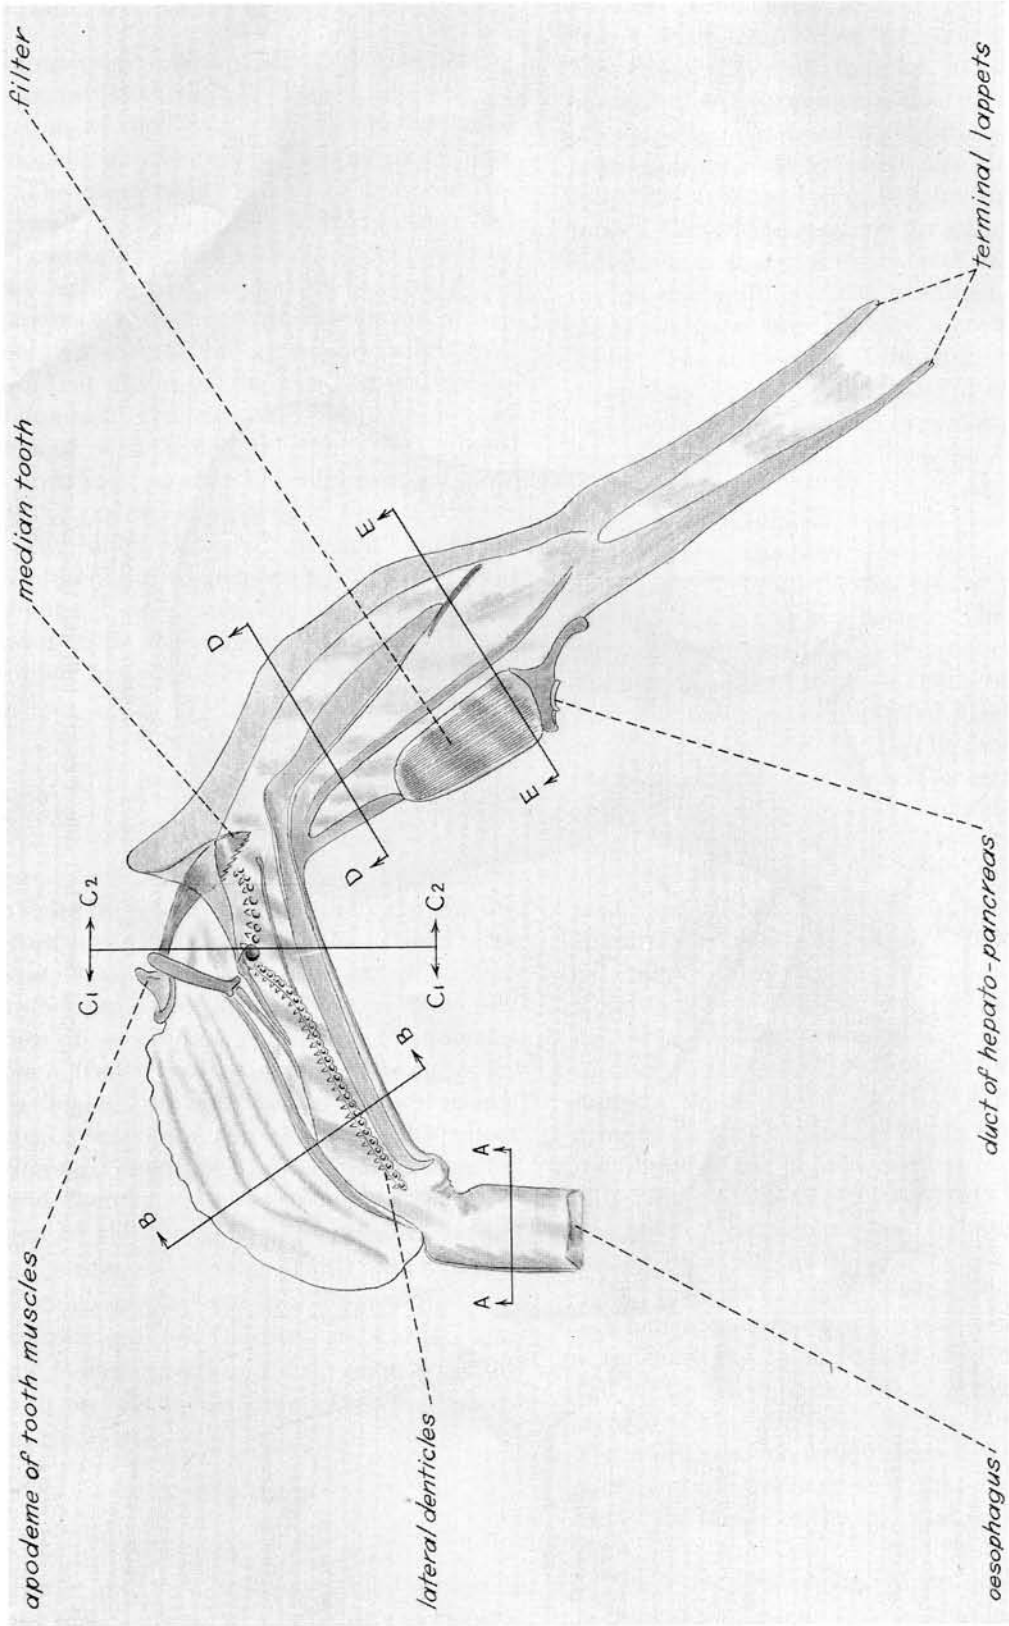 apodeme of tooth muscles
median tooth
filter
C1 C2
B
D
E
C1 C2
B
D
E
A
A
lateral denticles
oesophagus
duct of hepato-pancreas
terminal lappets